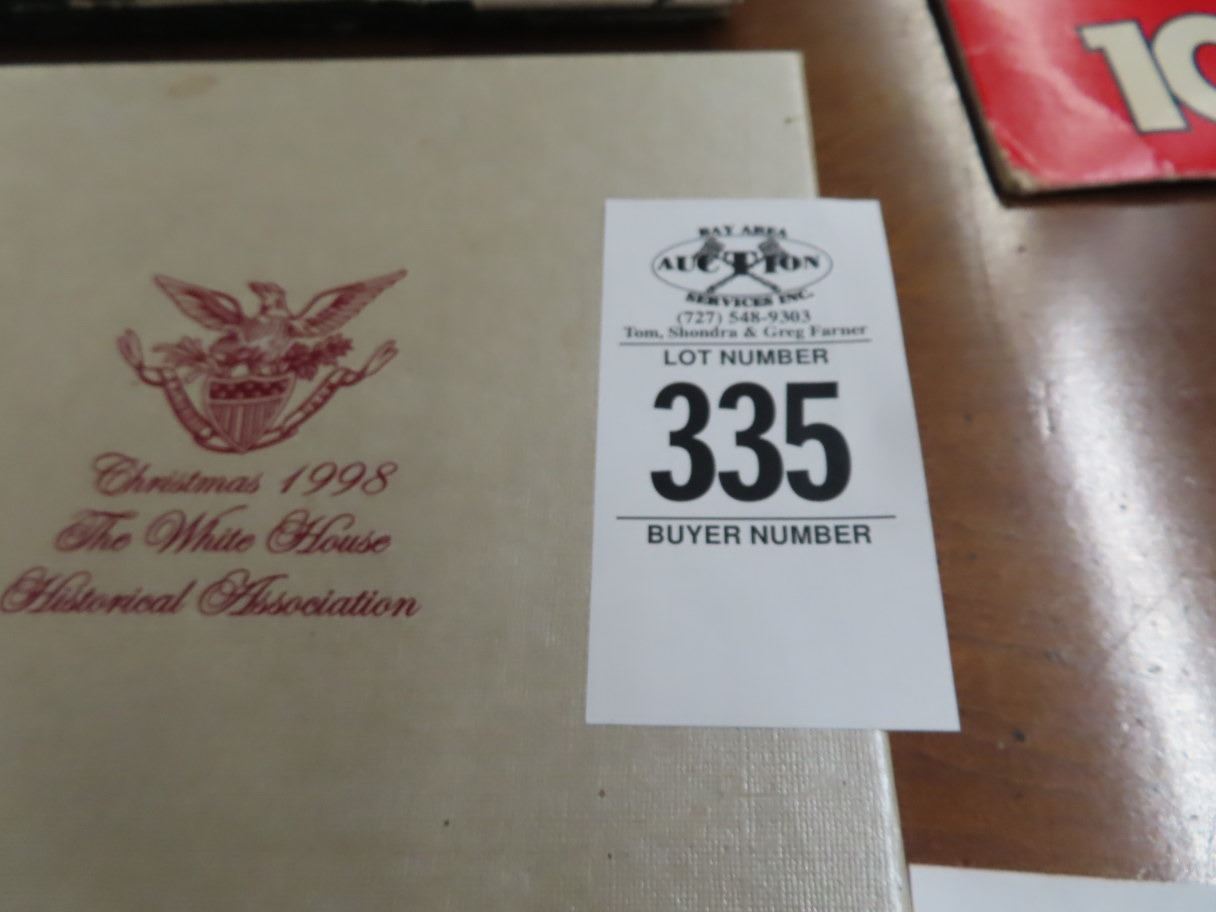 10
Christmas 1998
The White House
Historical Association
BAY AREA
AUCTION
SERVICES INC.
(727) 548-9303
Tom, Shondra & Greg Farner
LOT NUMBER
335
BUYER NUMBER